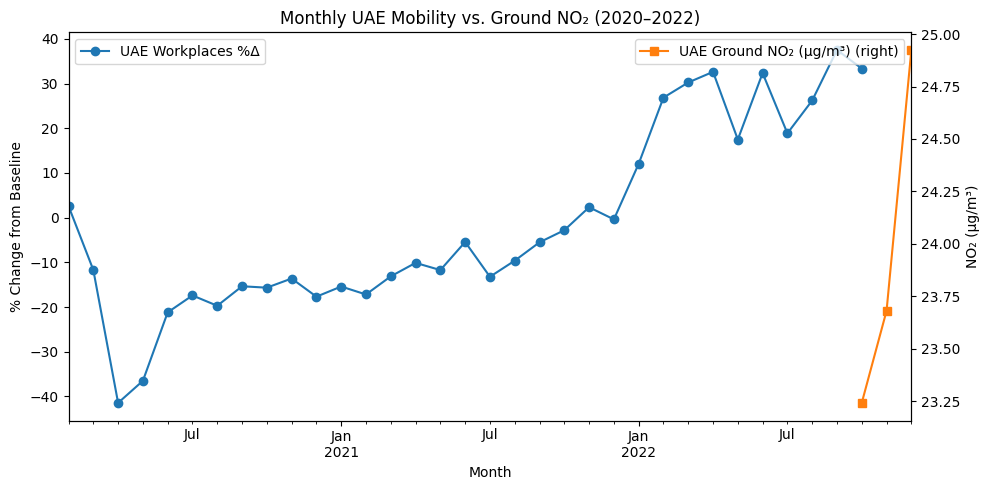 Monthly UAE Mobility vs. Ground NO₂ (2020–2022)
UAE Workplaces %Δ
UAE Ground NO₂ (µg/m³) (right)
% Change from Baseline
40
30
20
10
0
−10
−20
−30
−40
25.00
24.75
24.50
24.25
24.00
23.75
23.50
23.25
NO₂ (µg/m³)
Jul
Jan
2021
Jul
Jan
2022
Jul
Month